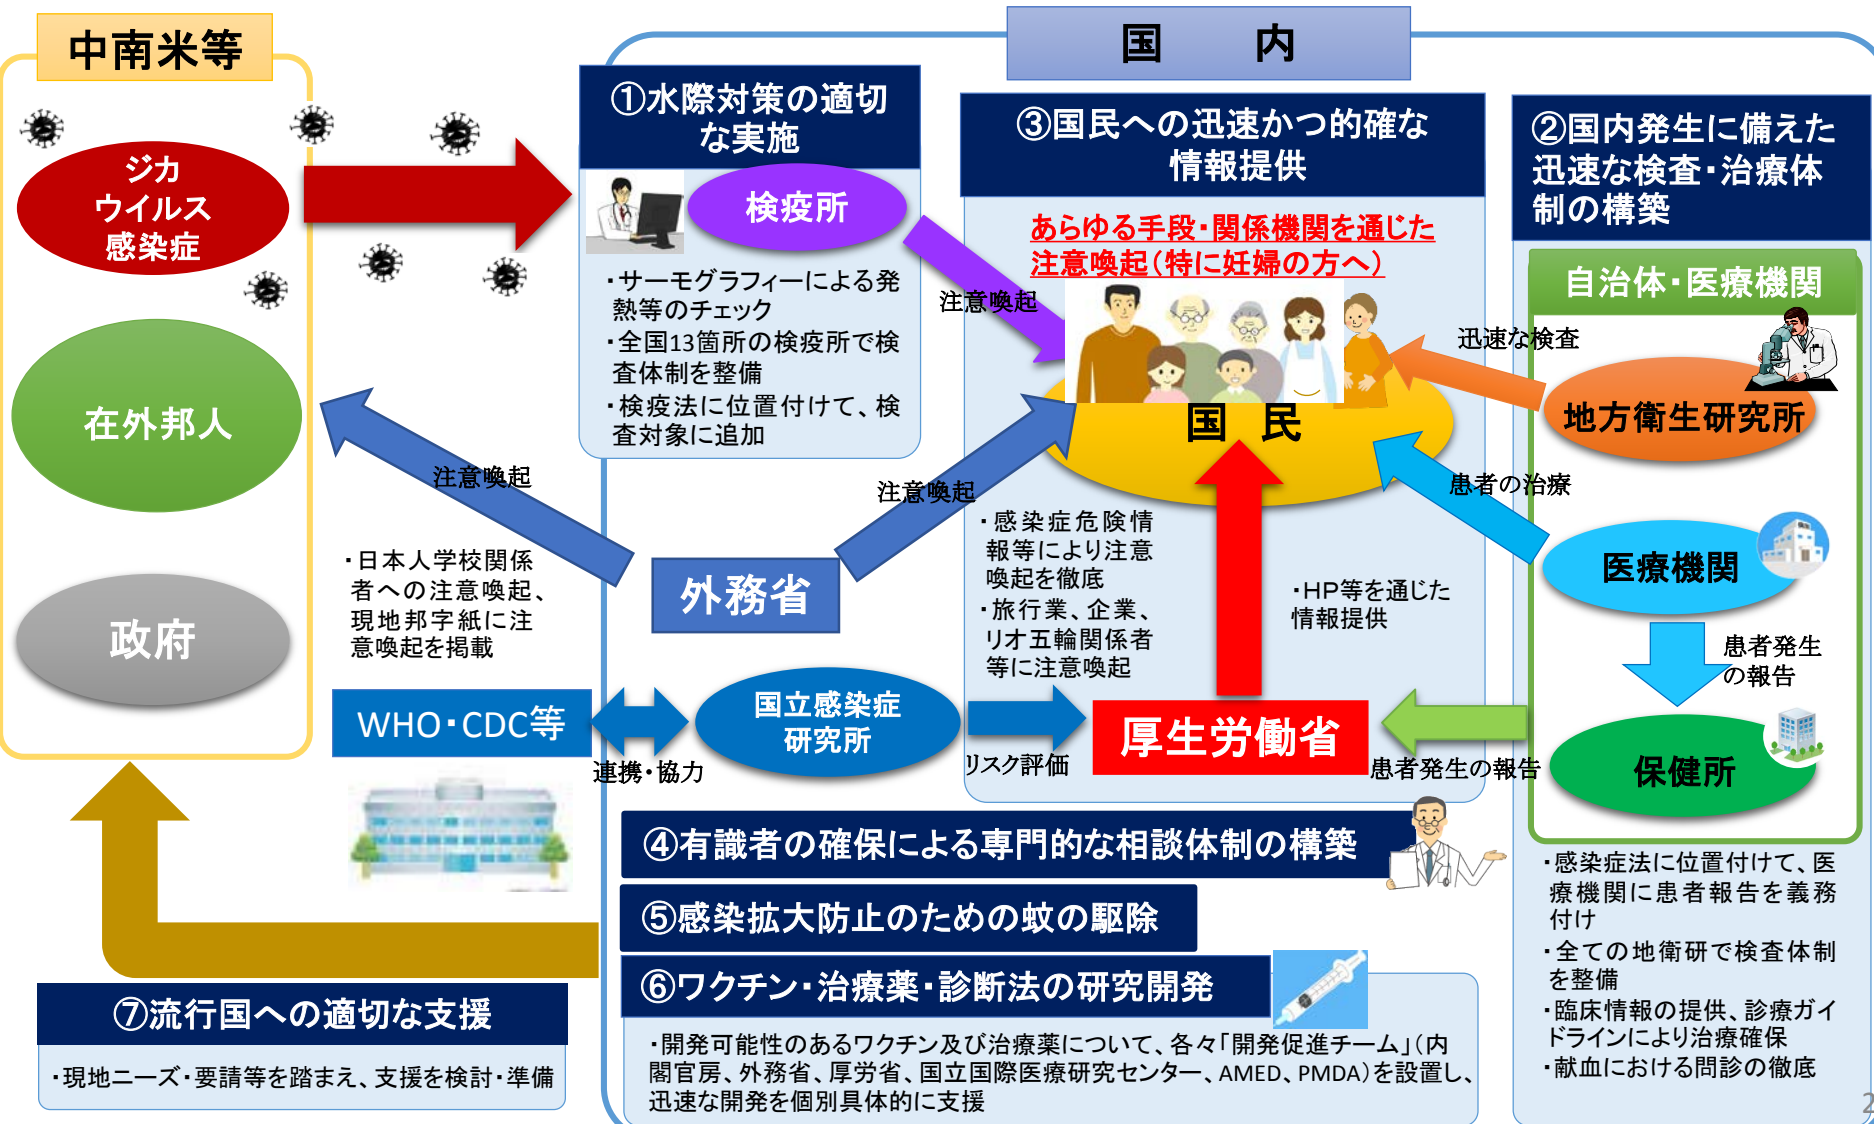 中南米等
ジカ
ウイルス
感染症
在外邦人
政府
国　内
①水際対策の適切
な実施
検疫所
・サーモグラフィーによる発
熱等のチェック
・全国13箇所の検疫所で検
査体制を整備
・検疫法に位置付けて、検
査対象に追加
③国民への迅速かつ的確な
情報提供
あらゆる手段・関係機関を通じた
注意喚起（特に妊婦の方へ）
注意喚起
国　民
②国内発生に備えた
迅速な検査・治療体
制の構築
自治体・医療機関
迅速な検査
地方衛生研究所
患者の治療
医療機関
患者発生
の報告
保健所
注意喚起
注意喚起
外務省
・日本人学校関係
者への注意喚起、
現地邦字紙に注
意喚起を掲載
・感染症危険情
報等により注意
喚起を徹底
・旅行業、企業、
リオ五輪関係者
等に注意喚起
・HP等を通じた
情報提供
WHO・CDC等
連携・協力
国立感染症
研究所
リスク評価
厚生労働省
患者発生の報告
④有識者の確保による専門的な相談体制の構築
⑤感染拡大防止のための蚊の駆除
⑥ワクチン・治療薬・診断法の研究開発
・開発可能性のあるワクチン及び治療薬について、各々「開発促進チーム」（内
閣官房、外務省、厚労省、国立国際医療研究センター、AMED、PMDA）を設置し、
迅速な開発を個別具体的に支援
・感染症法に位置付けて、医
療機関に患者報告を義務
付け
・全ての地衛研で検査体制
を整備
・臨床情報の提供、診療ガイ
ドラインにより治療確保
・献血における問診の徹底
⑦流行国への適切な支援
・現地ニーズ・要請等を踏まえ、支援を検討・準備
2